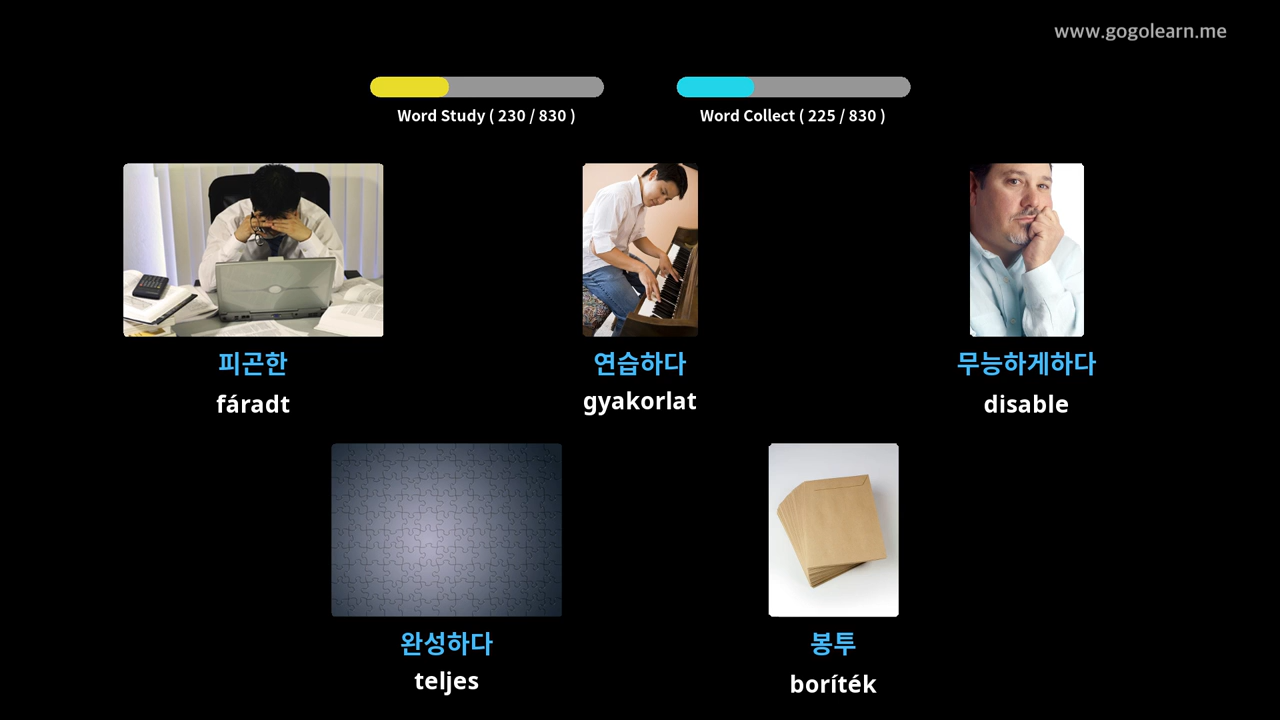 www.gogolearn.me
Word Study ( 230 / 830 )
Word Collect ( 225 / 830 )
피곤한
fáradt
연습하다
gyakorlat
무능하게하다
disable
완성하다
teljes
봉투
boríték